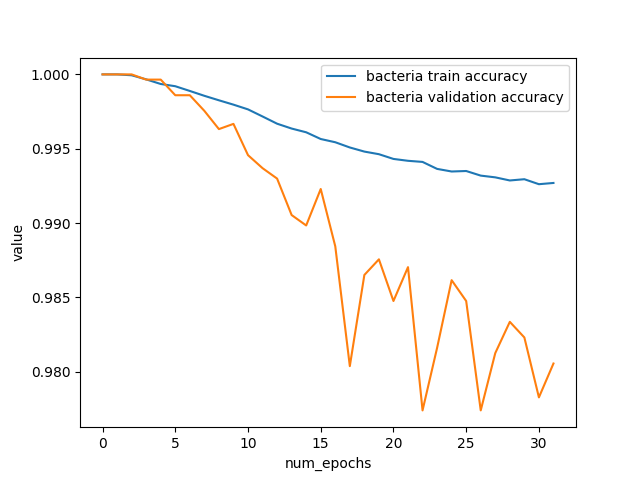 bacteria train accuracy
bacteria validation accuracy
1.000
0.995
0.990
0.985
0.980
value
0 5 10 15 20 25 30
num_epochs